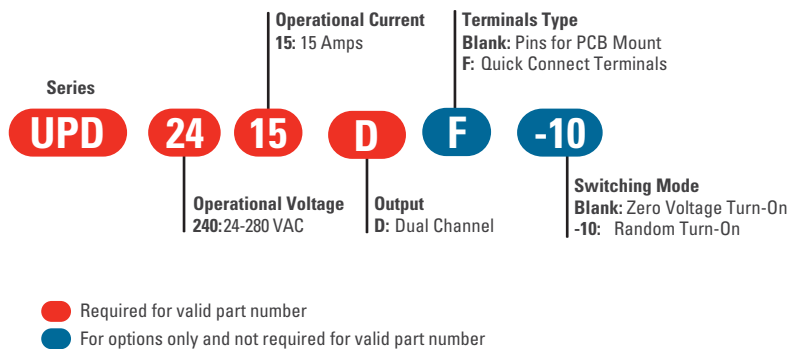 Operational Current
15: 15 Amps
Terminals Type
Blank: Pins for PCB Mount
F: Quick Connect Terminals
Series
UPD 24 15 D F -10
Operational Voltage
240:24-280 VAC
Output
D: Dual Channel
Switching Mode
Blank: Zero Voltage Turn-On
-10: Random Turn-On
Required for valid part number
For options only and not required for valid part number